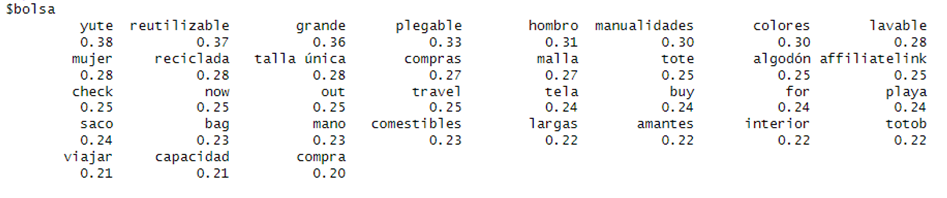 $bolsa
yute reutilizable grande plegable hombro manualidades colores lavable
0.38 0.37 0.36 0.33 0.31 0.30 0.30 0.28
mujer reciclada talla única compras malla tote algodón affiliatelink
0.28 0.28 0.28 0.27 0.27 0.25 0.25 0.25
check now out travel tela buy for playa
0.25 0.25 0.25 0.25 0.24 0.24 0.24 0.24
saco bag mano comestibles largas amantes interior totob
0.24 0.23 0.23 0.23 0.22 0.22 0.22 0.22
viajar capacidad compra
0.21 0.21 0.20